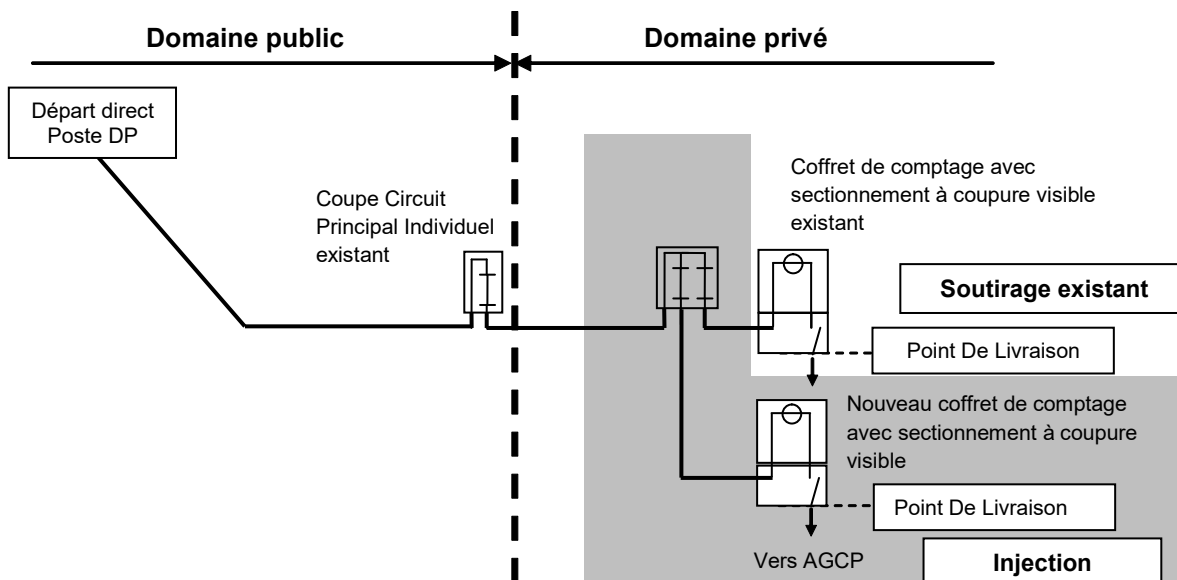 Domaine public
Domaine privé
Départ direct
Poste DP
Coupe Circuit
Principal Individuel
existant
Coffret de comptage avec
sectionnement à coupure visible
existant
Soutirage existant
Point De Livraison
Nouveau coffret de comptage
avec sectionnement à coupure
visible
Point De Livraison
Vers AGCP
Injection